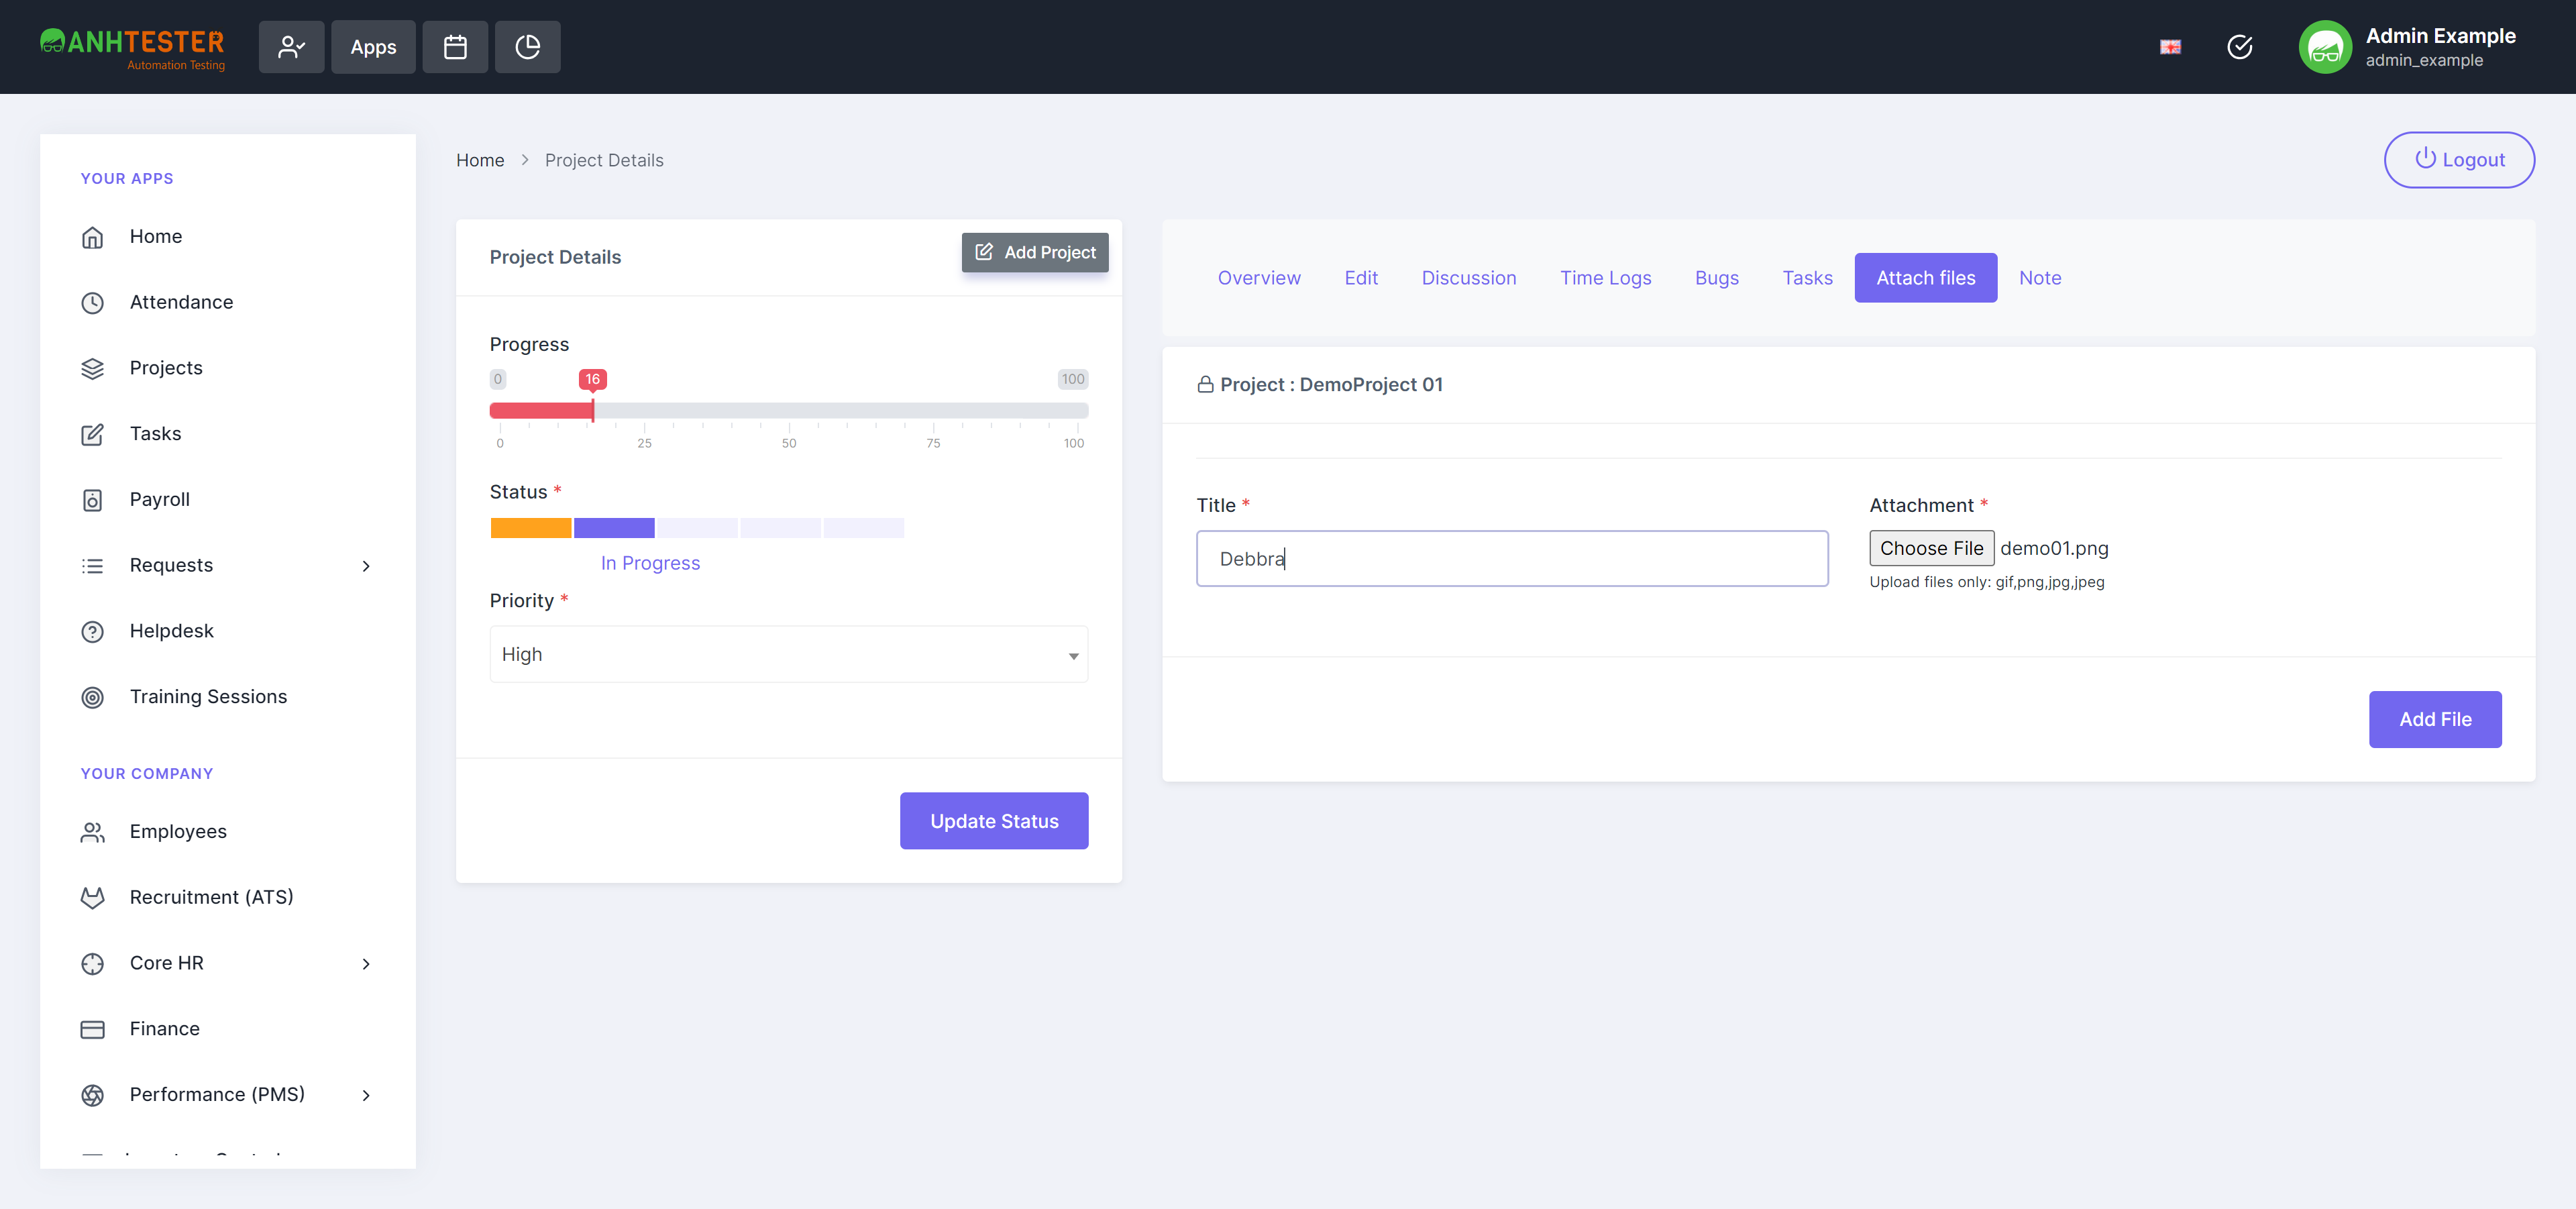 ANHTESTER
Automation Testing
Apps
Admin Example
admin_example
YOUR APPS
Home
Attendance
Projects
Tasks
Payroll
Requests
Helpdesk
Training Sessions
YOUR COMPANY
Employees
Recruitment (ATS)
Core HR
Finance
Performance (PMS)
Home > Project Details
Logout
Project Details
Add Project
Progress
0 16 100
0 25 50 75 100
Status *
In Progress
Priority *
High
Update Status
Overview Edit Discussion Time Logs Bugs Tasks Attach files Note
Project : DemoProject 01
Title *
Debbra
Attachment *
Choose File demo01.png
Upload files only: gif,png,jpg,jpeg
Add File